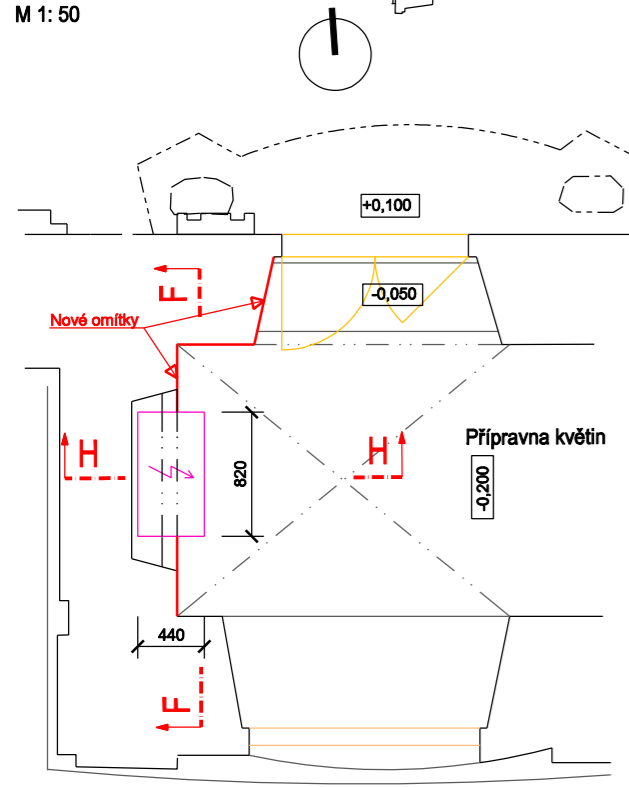 M 1: 50
+0,100
F
-0,050
Nové omítky
H
H
Přípravna květin
820
-0,200
440
F